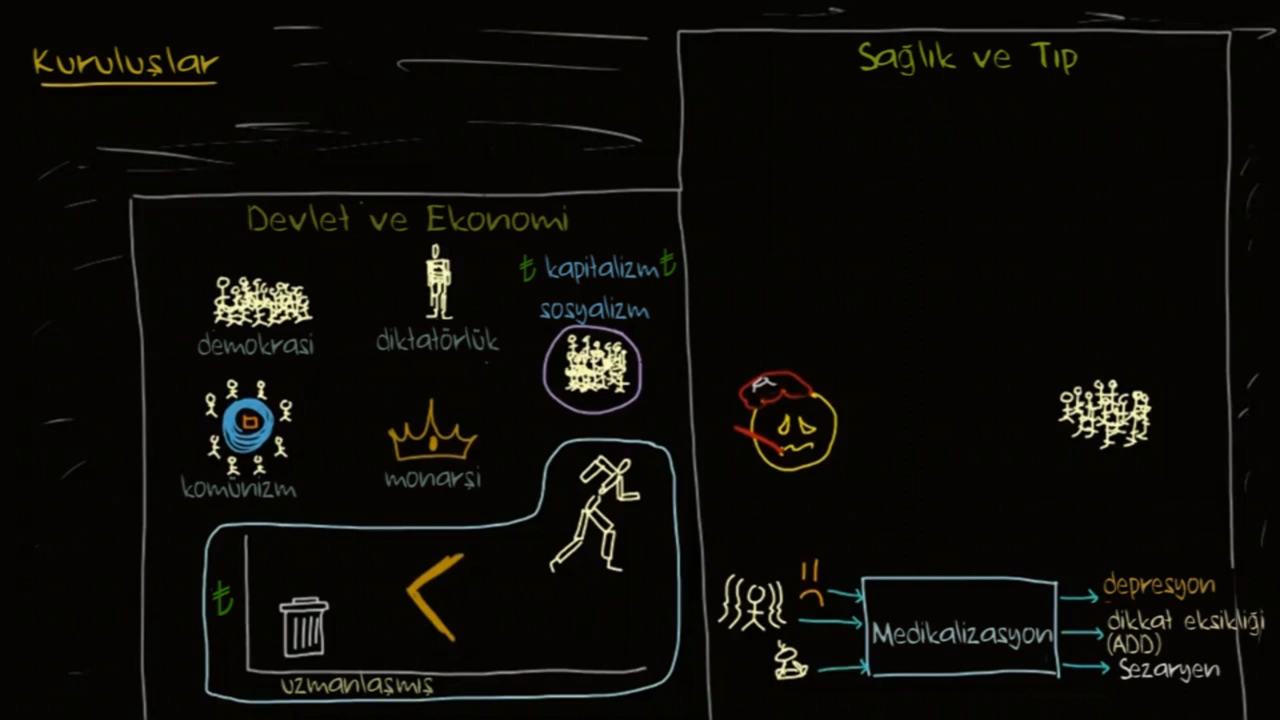 Kuruluşlar
Devlet ve Ekonomi
demokrasi
diktatörlük
₺ kapitalizm ₺
sosyalizm
komünizm
monarşi
₺
uzmanlaşmış
Sağlık ve Tıp
Medikalizasyon
depresyon
dikkat eksikliği
(ADD)
Sezaryen